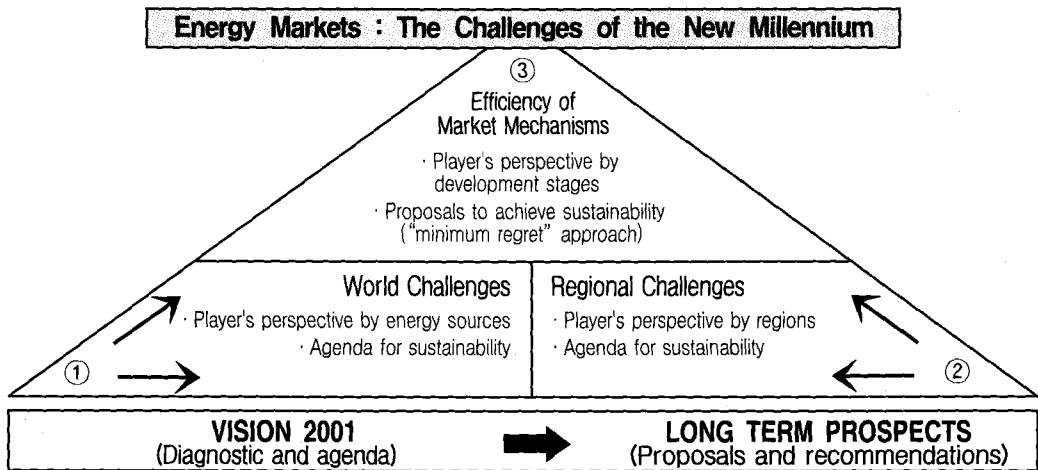 Energy Markets : The Challenges of the New Millennium
③
Efficiency of
Market Mechanisms
· Player's perspective by
development stages
· Proposals to achieve sustainability
("minimum regret" approach)
World Challenges
· Player's perspective by energy sources
· Agenda for sustainability
①
Regional Challenges
· Player's perspective by regions
· Agenda for sustainability
②
VISION 2001
(Diagnostic and agenda)
LONG TERM PROSPECTS
(Proposals and recommendations)